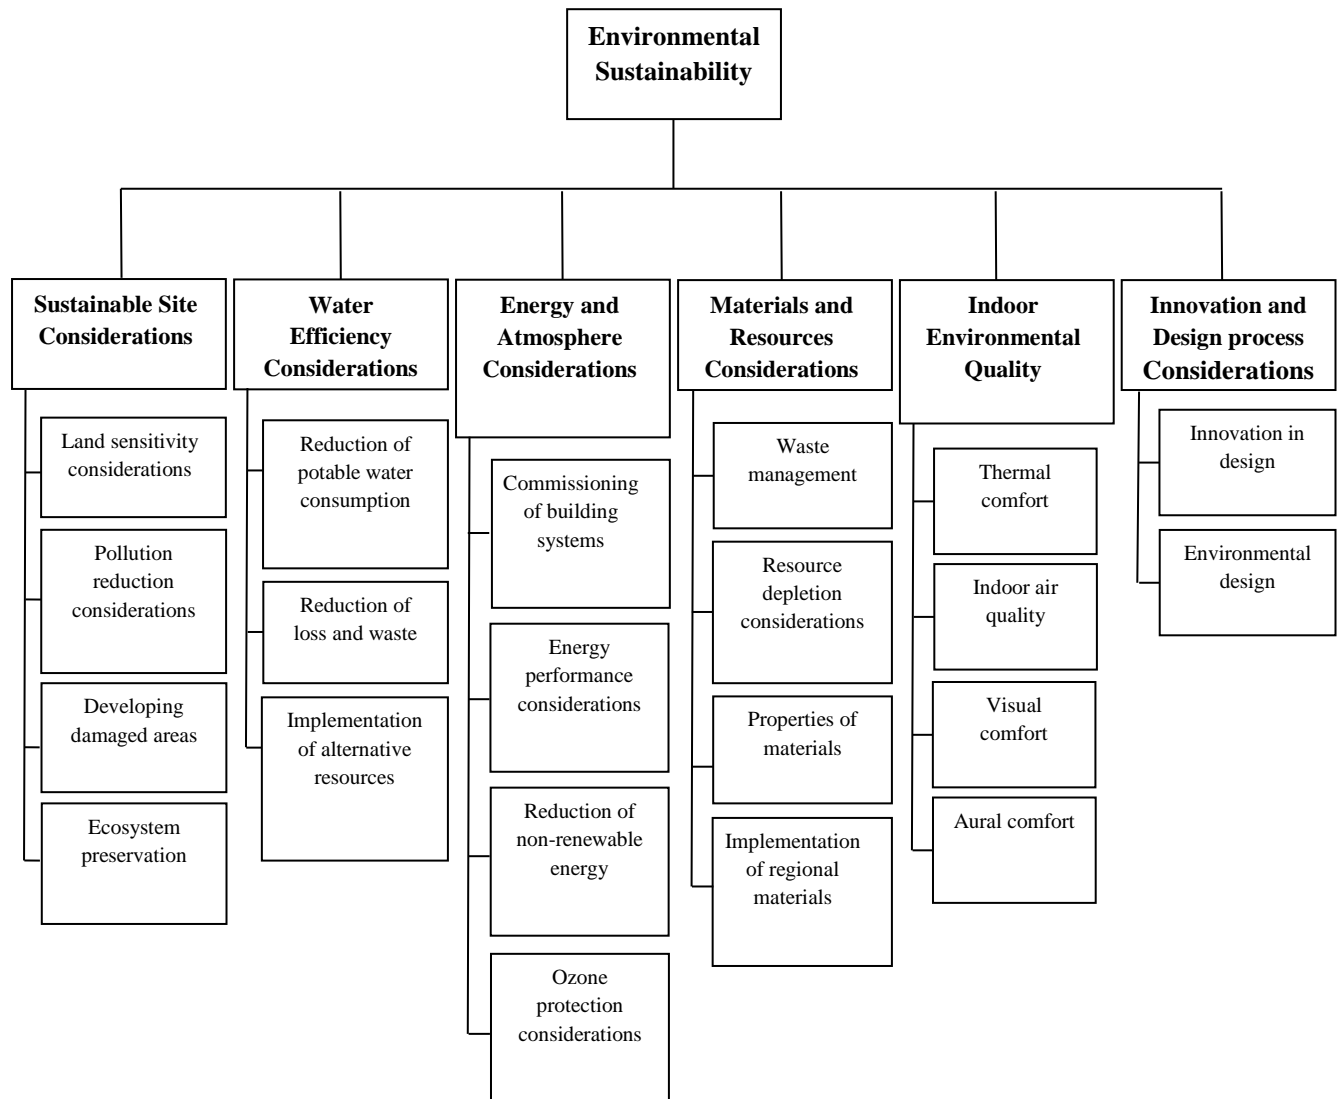 Environmental
Sustainability
Sustainable Site
Considerations
Land sensitivity
considerations
Pollution
reduction
considerations
Developing
damaged areas
Ecosystem
preservation
Water
Efficiency
Considerations
Reduction of
potable water
consumption
Reduction of
loss and waste
Implementation
of alternative
resources
Energy and
Atmosphere
Considerations
Commissioning
of building
systems
Energy
performance
considerations
Reduction of
non-renewable
energy
Ozone
protection
considerations
Materials and
Resources
Considerations
Waste
management
Resource
depletion
considerations
Properties of
materials
Implementation
of regional
materials
Indoor
Environmental
Quality
Thermal
comfort
Indoor air
quality
Visual
comfort
Aural comfort
Innovation and
Design process
Considerations
Innovation in
design
Environmental
design